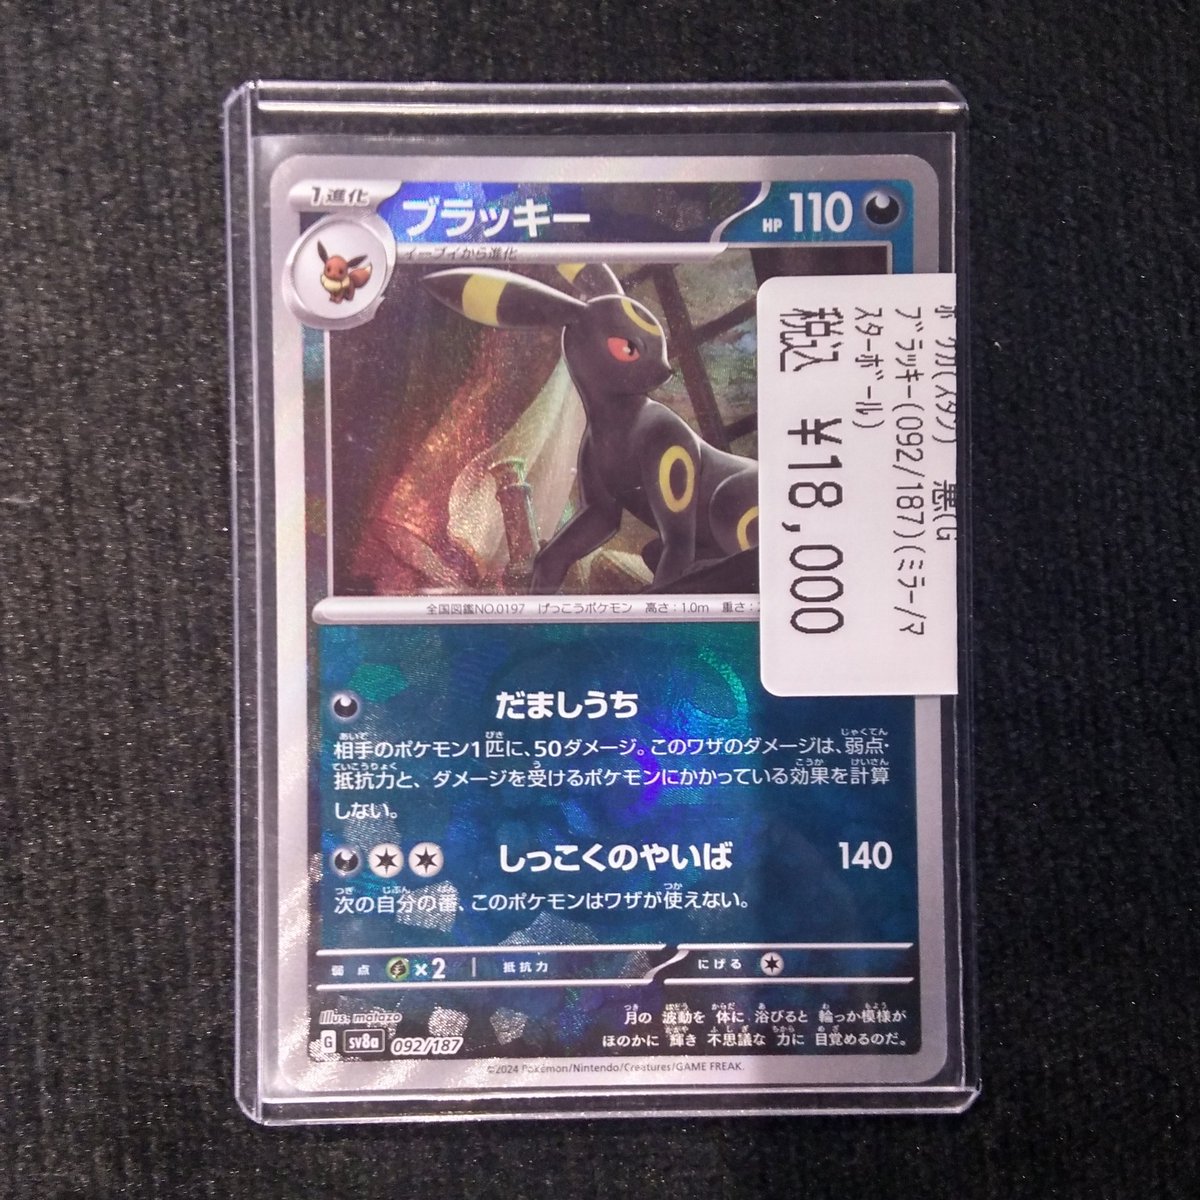 1進化
ブラッキー
HP 110
イーブイから進化
ポケカ(スタン) 悪(G
ブラッキー(092/187)(ミラー/マ
スターボール)
税込 ¥18,000
全国図鑑NO.0197 げっこうポケモン 高さ:1.0m 重さ:
だましうち
相手のポケモン1匹に、50ダメージ。このワザのダメージは、弱点・
抵抗力と、ダメージを受けるポケモンにかかっている効果を計算
しない。
しっこくのやいば 140
次の自分の番、このポケモンはワザが使えない。
弱点 ×2 抵抗力 にげる
Illus. matazo
月の 波動を 体に 浴びると 輪っか模様が
ほのかに 輝き 不思議な 力に 目覚めるのだ。
G sv8a 092/187
©2024 Pokémon/Nintendo/Creatures/GAME FREAK.